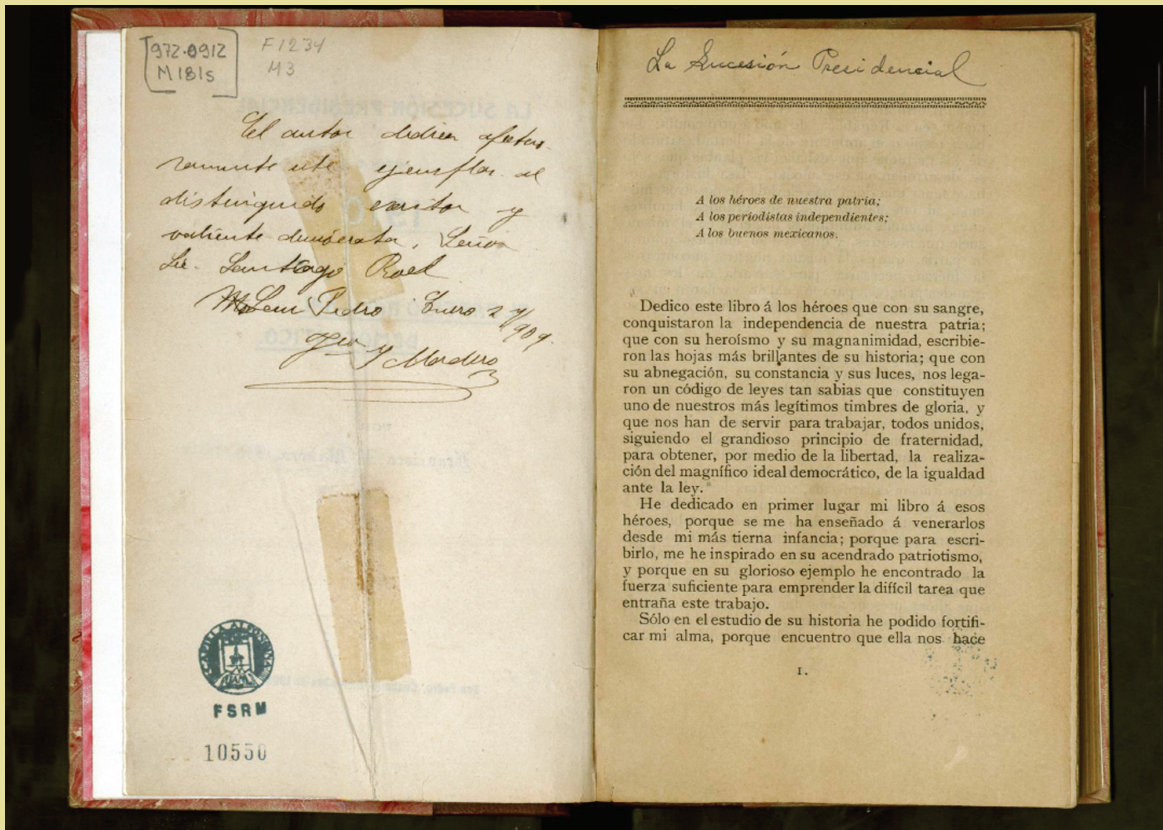 972.0912
M181s
F1234
M3
El autor dedica afectuo-
samente este ejemplar al
distinguido escritor y
valiente demócrata, Señor
Lic. Santiago Roel
San Pedro Enero 2 1909.
Fco I Madero
CAPILLA ALFONSINA
U.A.N.L.
FSRM
10550
La Sucesión Presidencial
A los héroes de nuestra patria;
A los periodistas independientes;
A los buenos mexicanos.
Dedico este libro á los héroes que con su sangre,
conquistaron la independencia de nuestra patria;
que con su heroísmo y su magnanimidad, escribie-
ron las hojas más brillantes de su historia; que con
su abnegación, su constancia y sus luces, nos lega-
ron un código de leyes tan sabias que constituyen
uno de nuestros más legítimos timbres de gloria, y
que nos han de servir para trabajar, todos unidos,
siguiendo el grandioso principio de fraternidad,
para obtener, por medio de la libertad, la realiza-
ción del magnífico ideal democrático, de la igualdad
ante la ley.
He dedicado en primer lugar mi libro á esos
héroes, porque se me ha enseñado á venerarlos
desde mi más tierna infancia; porque para escri-
birlo, me he inspirado en su acendrado patriotismo,
y porque en su glorioso ejemplo he encontrado la
fuerza suficiente para emprender la difícil tarea que
entraña este trabajo.
Sólo en el estudio de su historia he podido fortifi-
car mi alma, porque encuentro que ella nos hace
I.